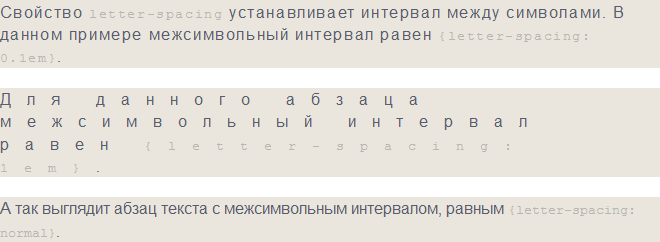 Свойство letter-spacing устанавливает интервал между символами. В
данном примере межсимвольный интервал равен {letter-spacing:
0.1em}.
Для данного абзаца
межсимвольный интервал
равен {letter-spacing:
1em}.
А так выглядит абзац текста с межсимвольным интервалом, равным {letter-spacing:
normal}.